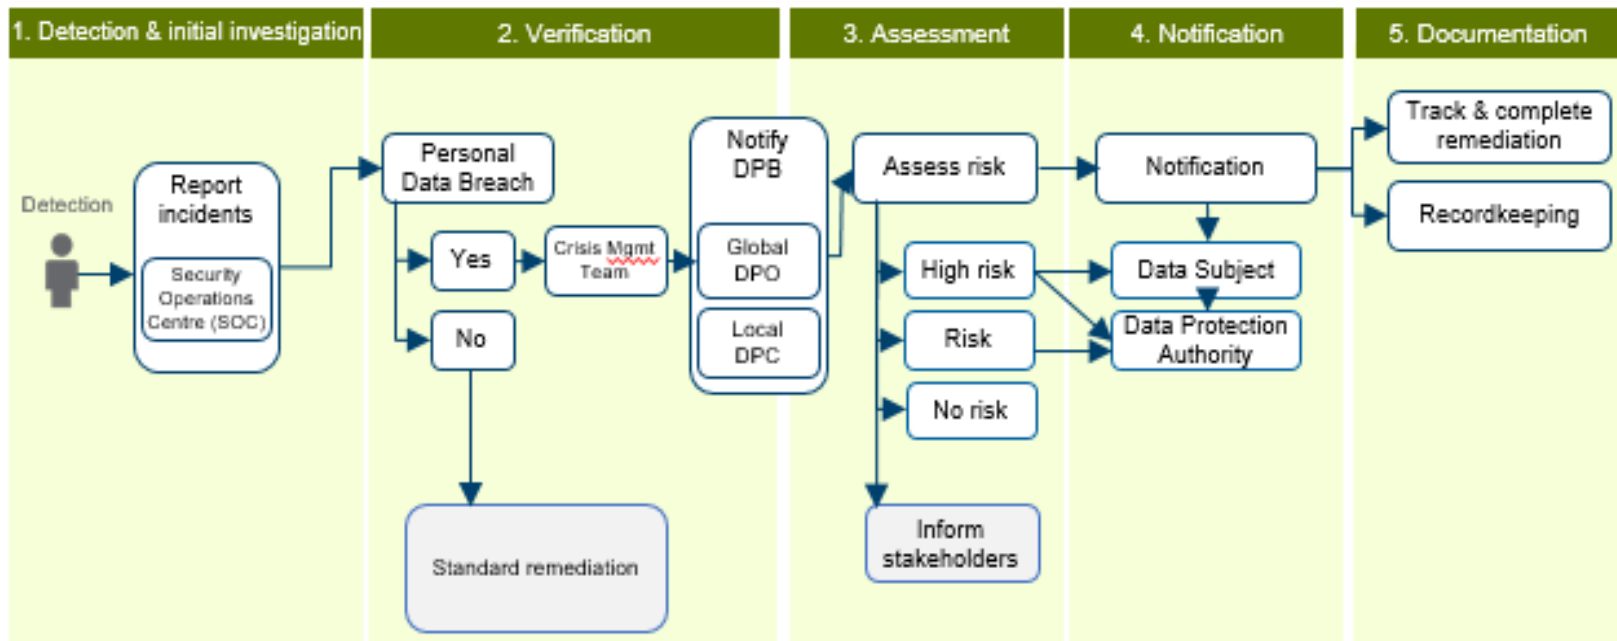 1. Detection & initial investigation
2. Verification
3. Assessment
4. Notification
5. Documentation
Detection
Report
incidents
Security
Operations
Centre (SOC)
Personal
Data Breach
Yes
No
Crisis Mgmt
Team
Standard remediation
Notify
DPB
Global
DPO
Local
DPC
Assess risk
High risk
Risk
No risk
Inform
stakeholders
Notification
Data Subject
Data Protection
Authority
Track & complete
remediation
Recordkeeping